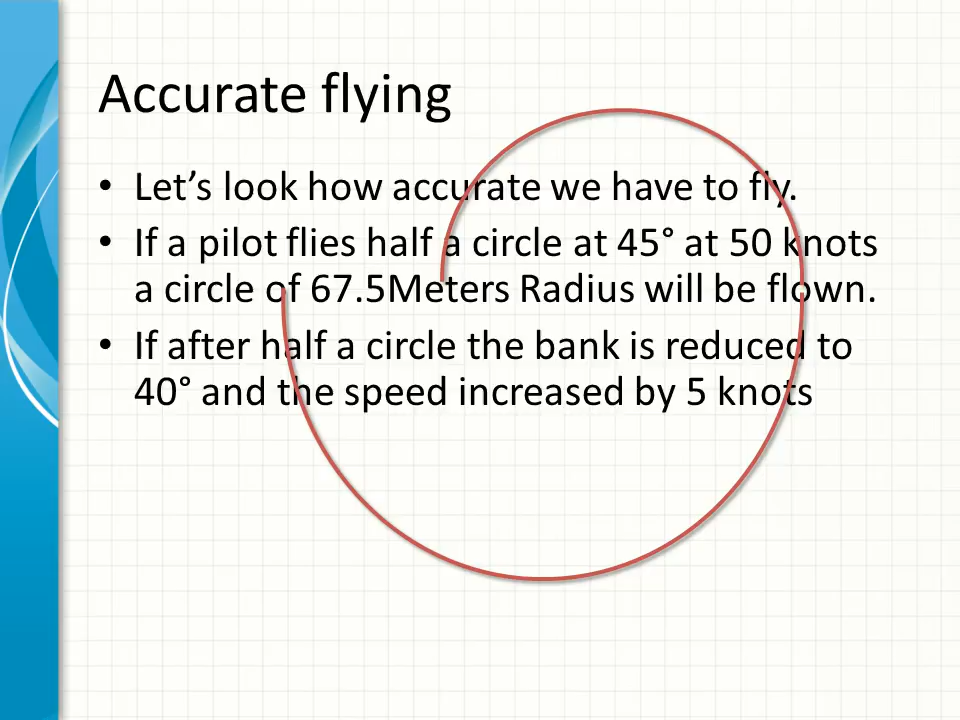 Accurate flying
• Let’s look how accurate we have to fly.
• If a pilot flies half a circle at 45° at 50 knots
a circle of 67.5Meters Radius will be flown.
• If after half a circle the bank is reduced to
40° and the speed increased by 5 knots